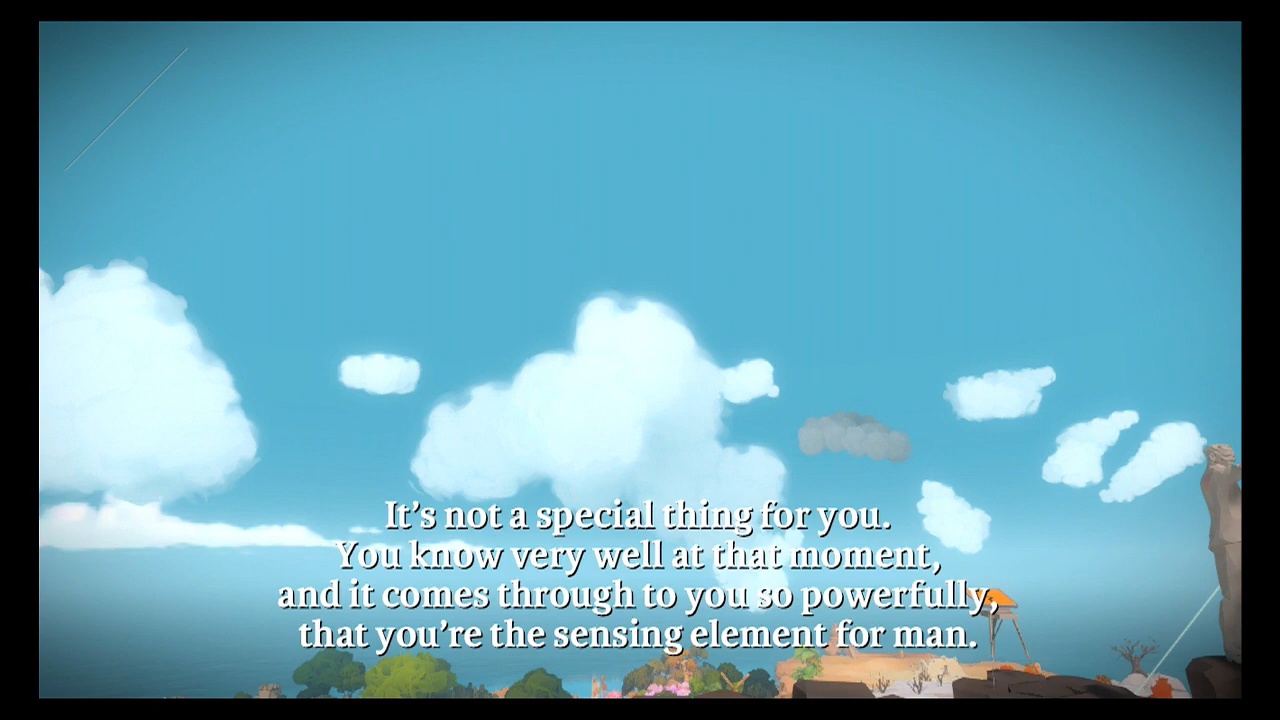 It's not a special thing for you.
You know very well at that moment,
and it comes through to you so powerfully,
that you're the sensing element for man.